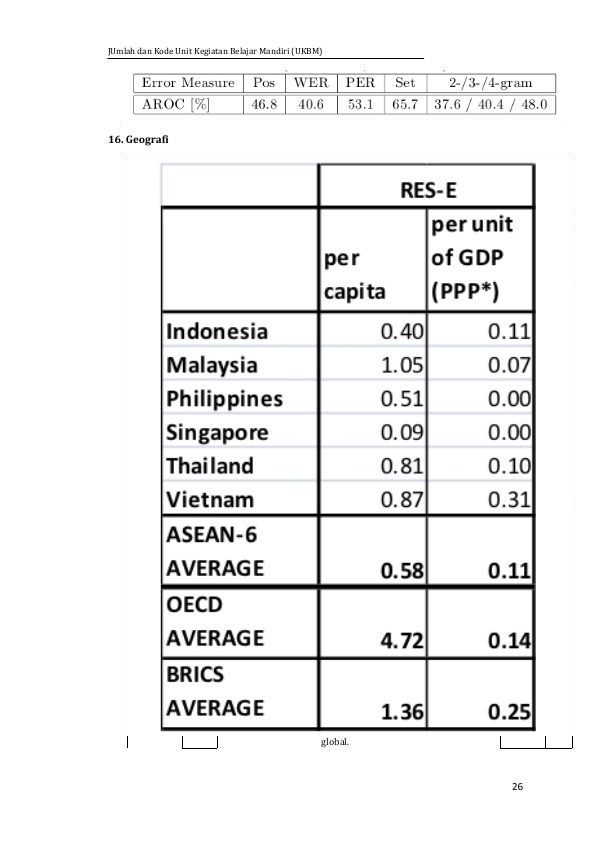 JUmlah dan Kode Unit Kegiatan Belajar Mandiri (UKBM)
Error Measure Pos WER PER Set 2-/3-/4-gram
AROC [%] 46.8 40.6 53.1 65.7 37.6 / 40.4 / 48.0
16. Geografi
RES-E
per capita per unit of GDP (PPP*)
Indonesia 0.40 0.11
Malaysia 1.05 0.07
Philippines 0.51 0.00
Singapore 0.09 0.00
Thailand 0.81 0.10
Vietnam 0.87 0.31
ASEAN-6
AVERAGE 0.58 0.11
OECD
AVERAGE 4.72 0.14
BRICS
AVERAGE 1.36 0.25
global.
26